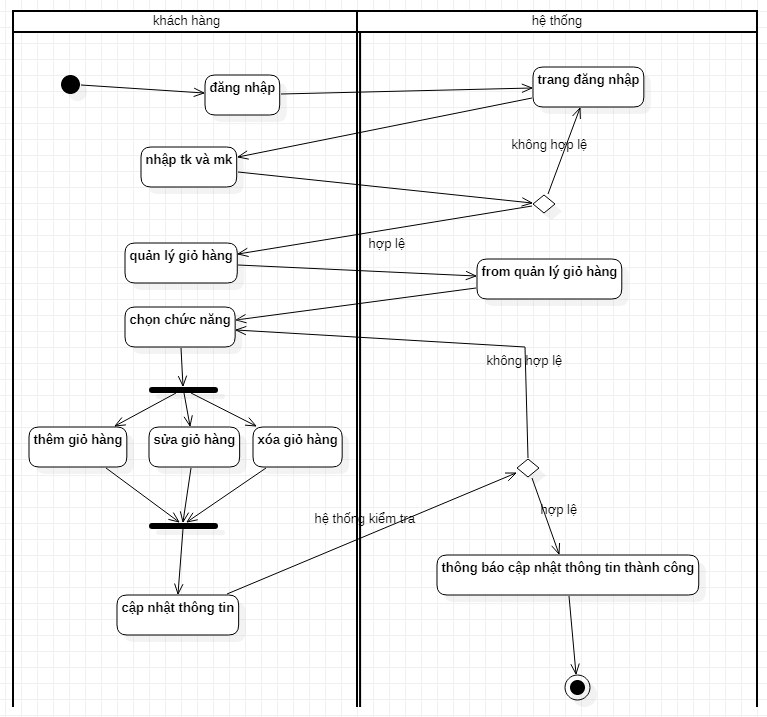 khách hàng
hệ thống
đăng nhập
trang đăng nhập
không hợp lệ
nhập tk và mk
hợp lệ
quản lý giỏ hàng
from quản lý giỏ hàng
chọn chức năng
không hợp lệ
thêm giỏ hàng
sửa giỏ hàng
xóa giỏ hàng
hợp lệ
hệ thống kiểm tra
thông báo cập nhật thông tin thành công
cập nhật thông tin